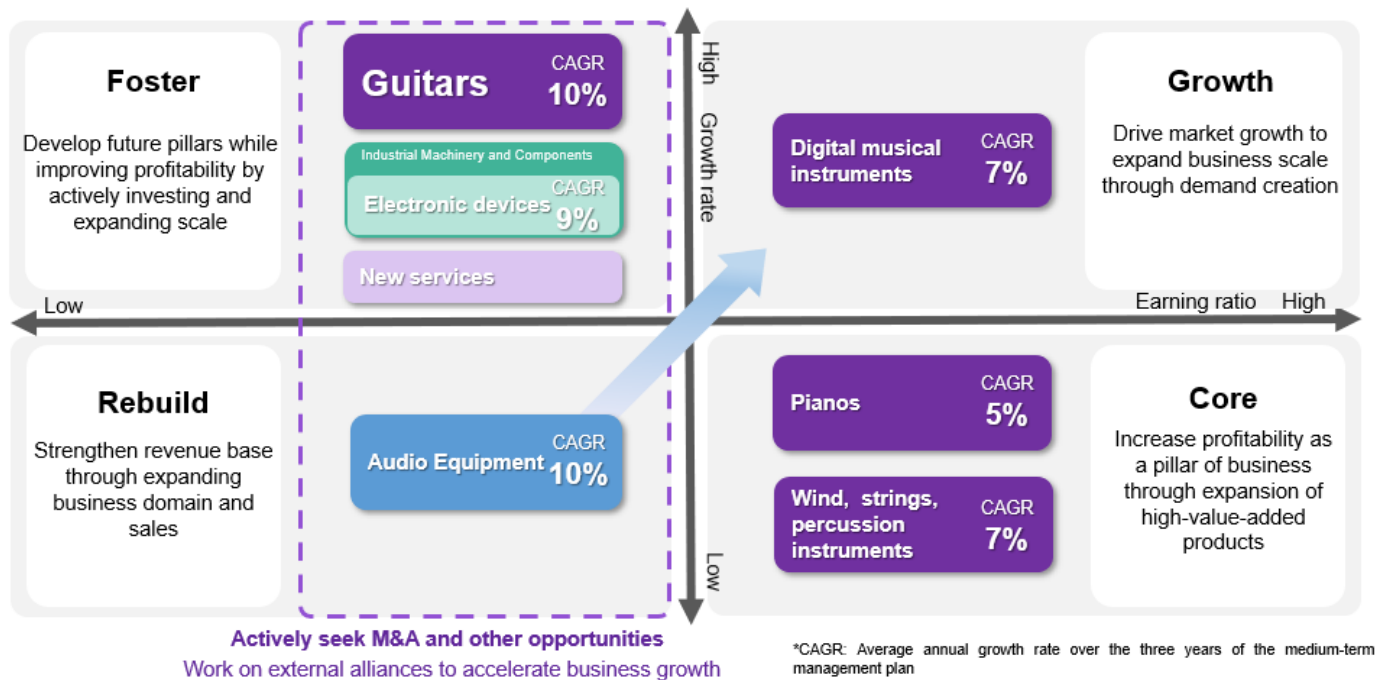 Foster
Develop future pillars while
improving profitability by
actively investing and
expanding scale
Guitars
CAGR
10%
Industrial Machinery and Components
Electronic devices
CAGR
9%
New services
High
Growth rate
Digital musical
instruments
CAGR
7%
Growth
Drive market growth to
expand business scale
through demand creation
Low
Earning ratio
High
Rebuild
Strengthen revenue base
through expanding
business domain and
sales
Audio Equipment
CAGR
10%
Low
Pianos
CAGR
5%
Wind, strings,
percussion
instruments
CAGR
7%
Core
Increase profitability as
a pillar of business
through expansion of
high-value-added
products
Actively seek M&A and other opportunities
Work on external alliances to accelerate business growth
*CAGR: Average annual growth rate over the three years of the medium-term
management plan